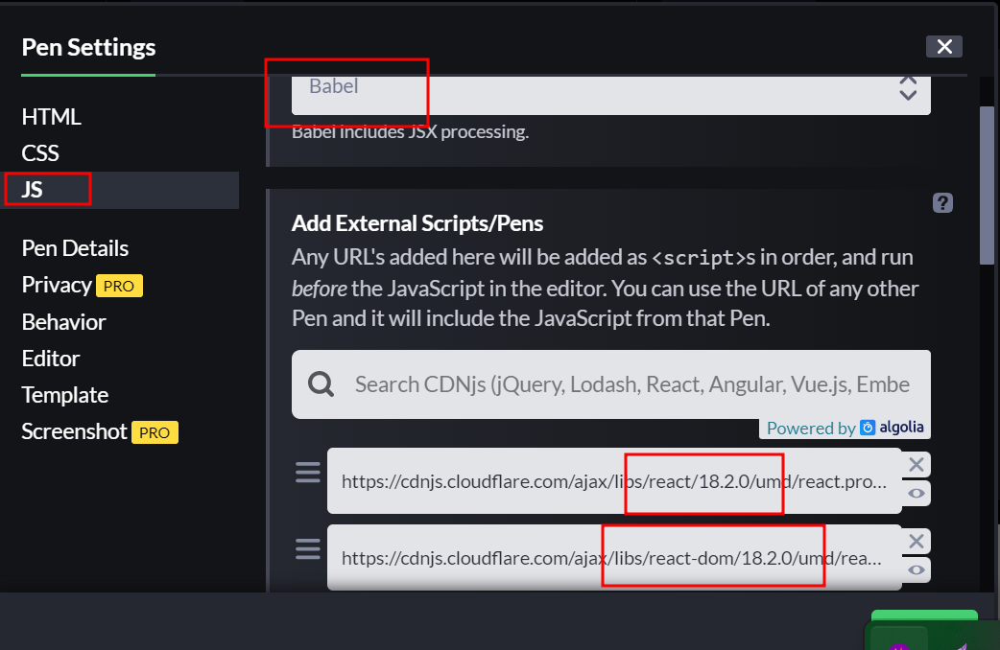 Pen Settings
HTML
CSS
JS
Pen Details
Privacy PRO
Behavior
Editor
Template
Screenshot PRO
Babel
Babel includes JSX processing.
Add External Scripts/Pens
?
Any URL's added here will be added as <script>s in order, and run
before the JavaScript in the editor. You can use the URL of any other
Pen and it will include the JavaScript from that Pen.
Search CDNjs (jQuery, Lodash, React, Angular, Vue.js, Embe
Powered by algolia
https://cdnjs.cloudflare.com/ajax/libs/react/18.2.0/umd/react.pro...
https://cdnjs.cloudflare.com/ajax/libs/react-dom/18.2.0/umd/rea...